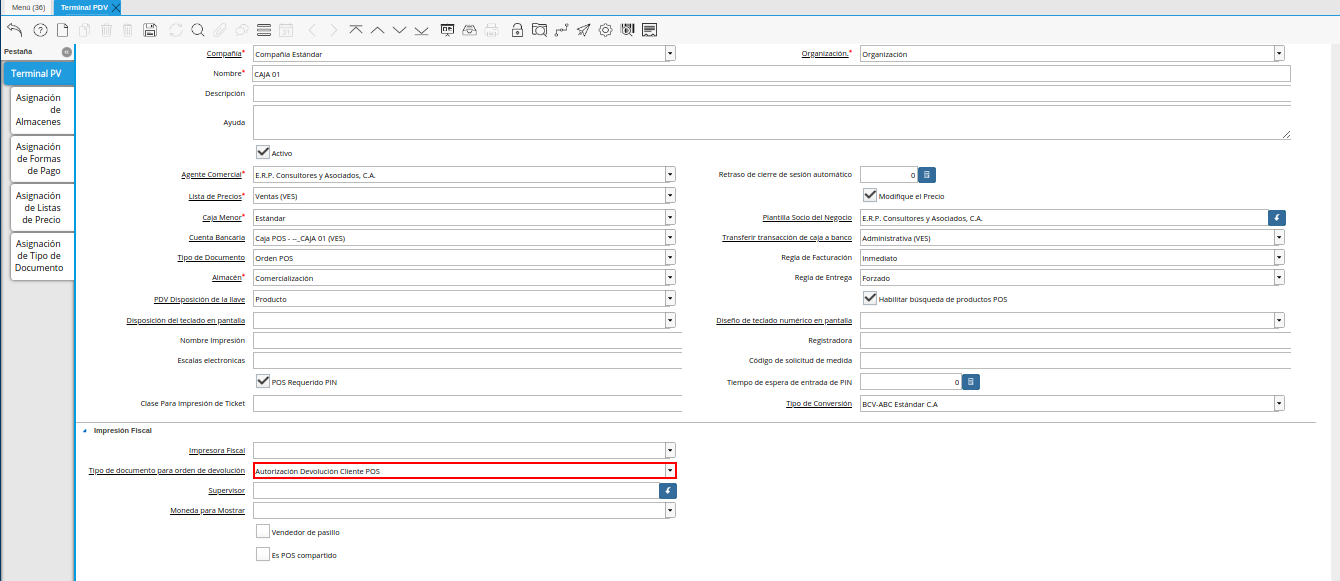 Menú (36) Terminal PDV
Pestaña
Terminal PV
Asignación
de
Almacenes
Asignación
de Formas
de Pago
Asignación
de Listas
de Precio
Asignación
de Tipo de
Documento
Compañía* Compañía Estándar Organización.* Organización
Nombre* CAJA 01
Descripción
Ayuda
Activo
Agente Comercial* E.R.P. Consultores y Asociados, C.A. Retraso de cierre de sesión automático 0
Lista de Precios* Ventas (VES) Modifique el Precio
Caja Menor* Estándar Plantilla Socio del Negocio E.R.P. Consultores y Asociados, C.A.
Cuenta Bancaria Caja POS - --_CAJA 01 (VES) Transferir transacción de caja a banco Administrativa (VES)
Tipo de Documento Orden POS Regla de Facturación Inmediato
Almacén* Comercialización Regla de Entrega Forzado
PDV Disposición de la llave Producto Habilitar búsqueda de productos POS
Disposición del teclado en pantalla Diseño de teclado numérico en pantalla
Nombre Impresión Registradora
Escalas electronicas Código de solicitud de medida
POS Requerido PIN Tiempo de espera de entrada de PIN 0
Clase Para Impresión de Ticket Tipo de Conversión BCV-ABC Estándar C.A
Impresión Fiscal
Impresora Fiscal
Tipo de documento para orden de devolución Autorización Devolución Cliente POS
Supervisor
Moneda para Mostrar
Vendedor de pasillo
Es POS compartido